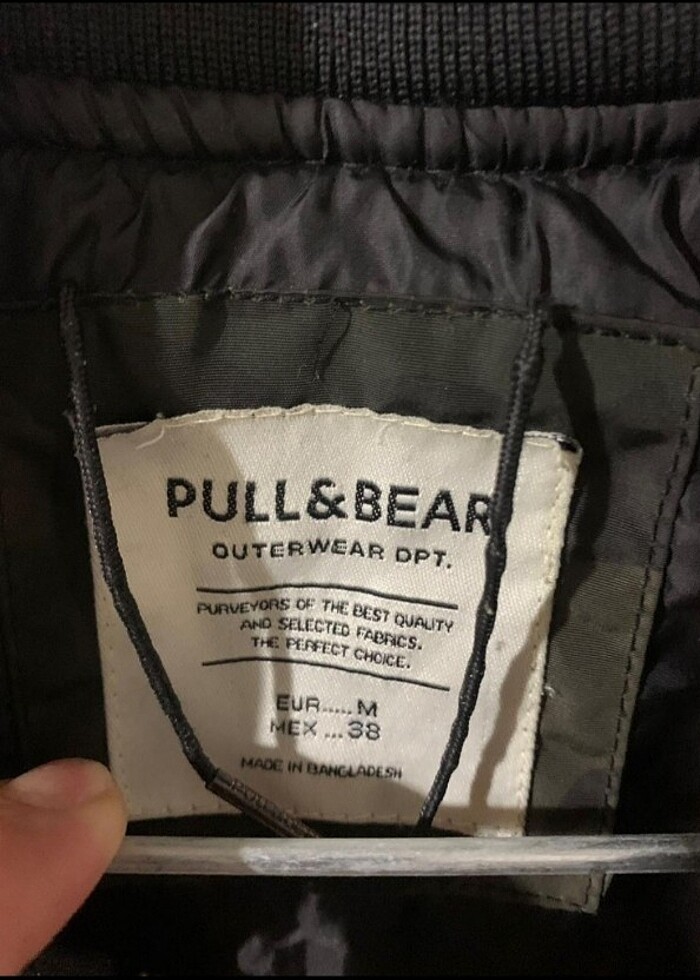 PULL&BEAR
OUTERWEAR DPT.
PURVEYORS OF THE BEST QUALITY
AND SELECTED FABRICS.
THE PERFECT CHOICE.
EUR..... M
MEX ... 38
MADE IN BANGLADESH